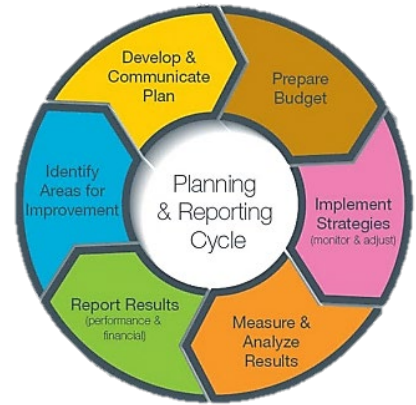 Develop &
Communicate
Plan
Prepare
Budget
Implement
Strategies
(monitor & adjust)
Measure &
Analyze
Results
Report Results
(performance &
financial)
Identify
Areas for
Improvement
Planning
& Reporting
Cycle